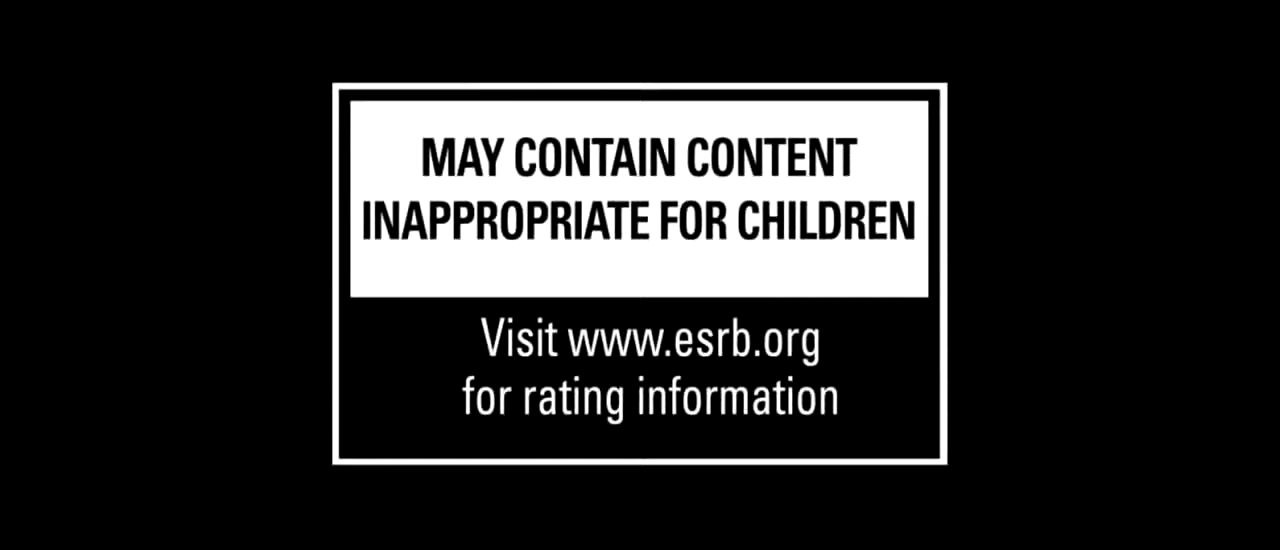 MAY CONTAIN CONTENT
INAPPROPRIATE FOR CHILDREN
Visit www.esrb.org
for rating information